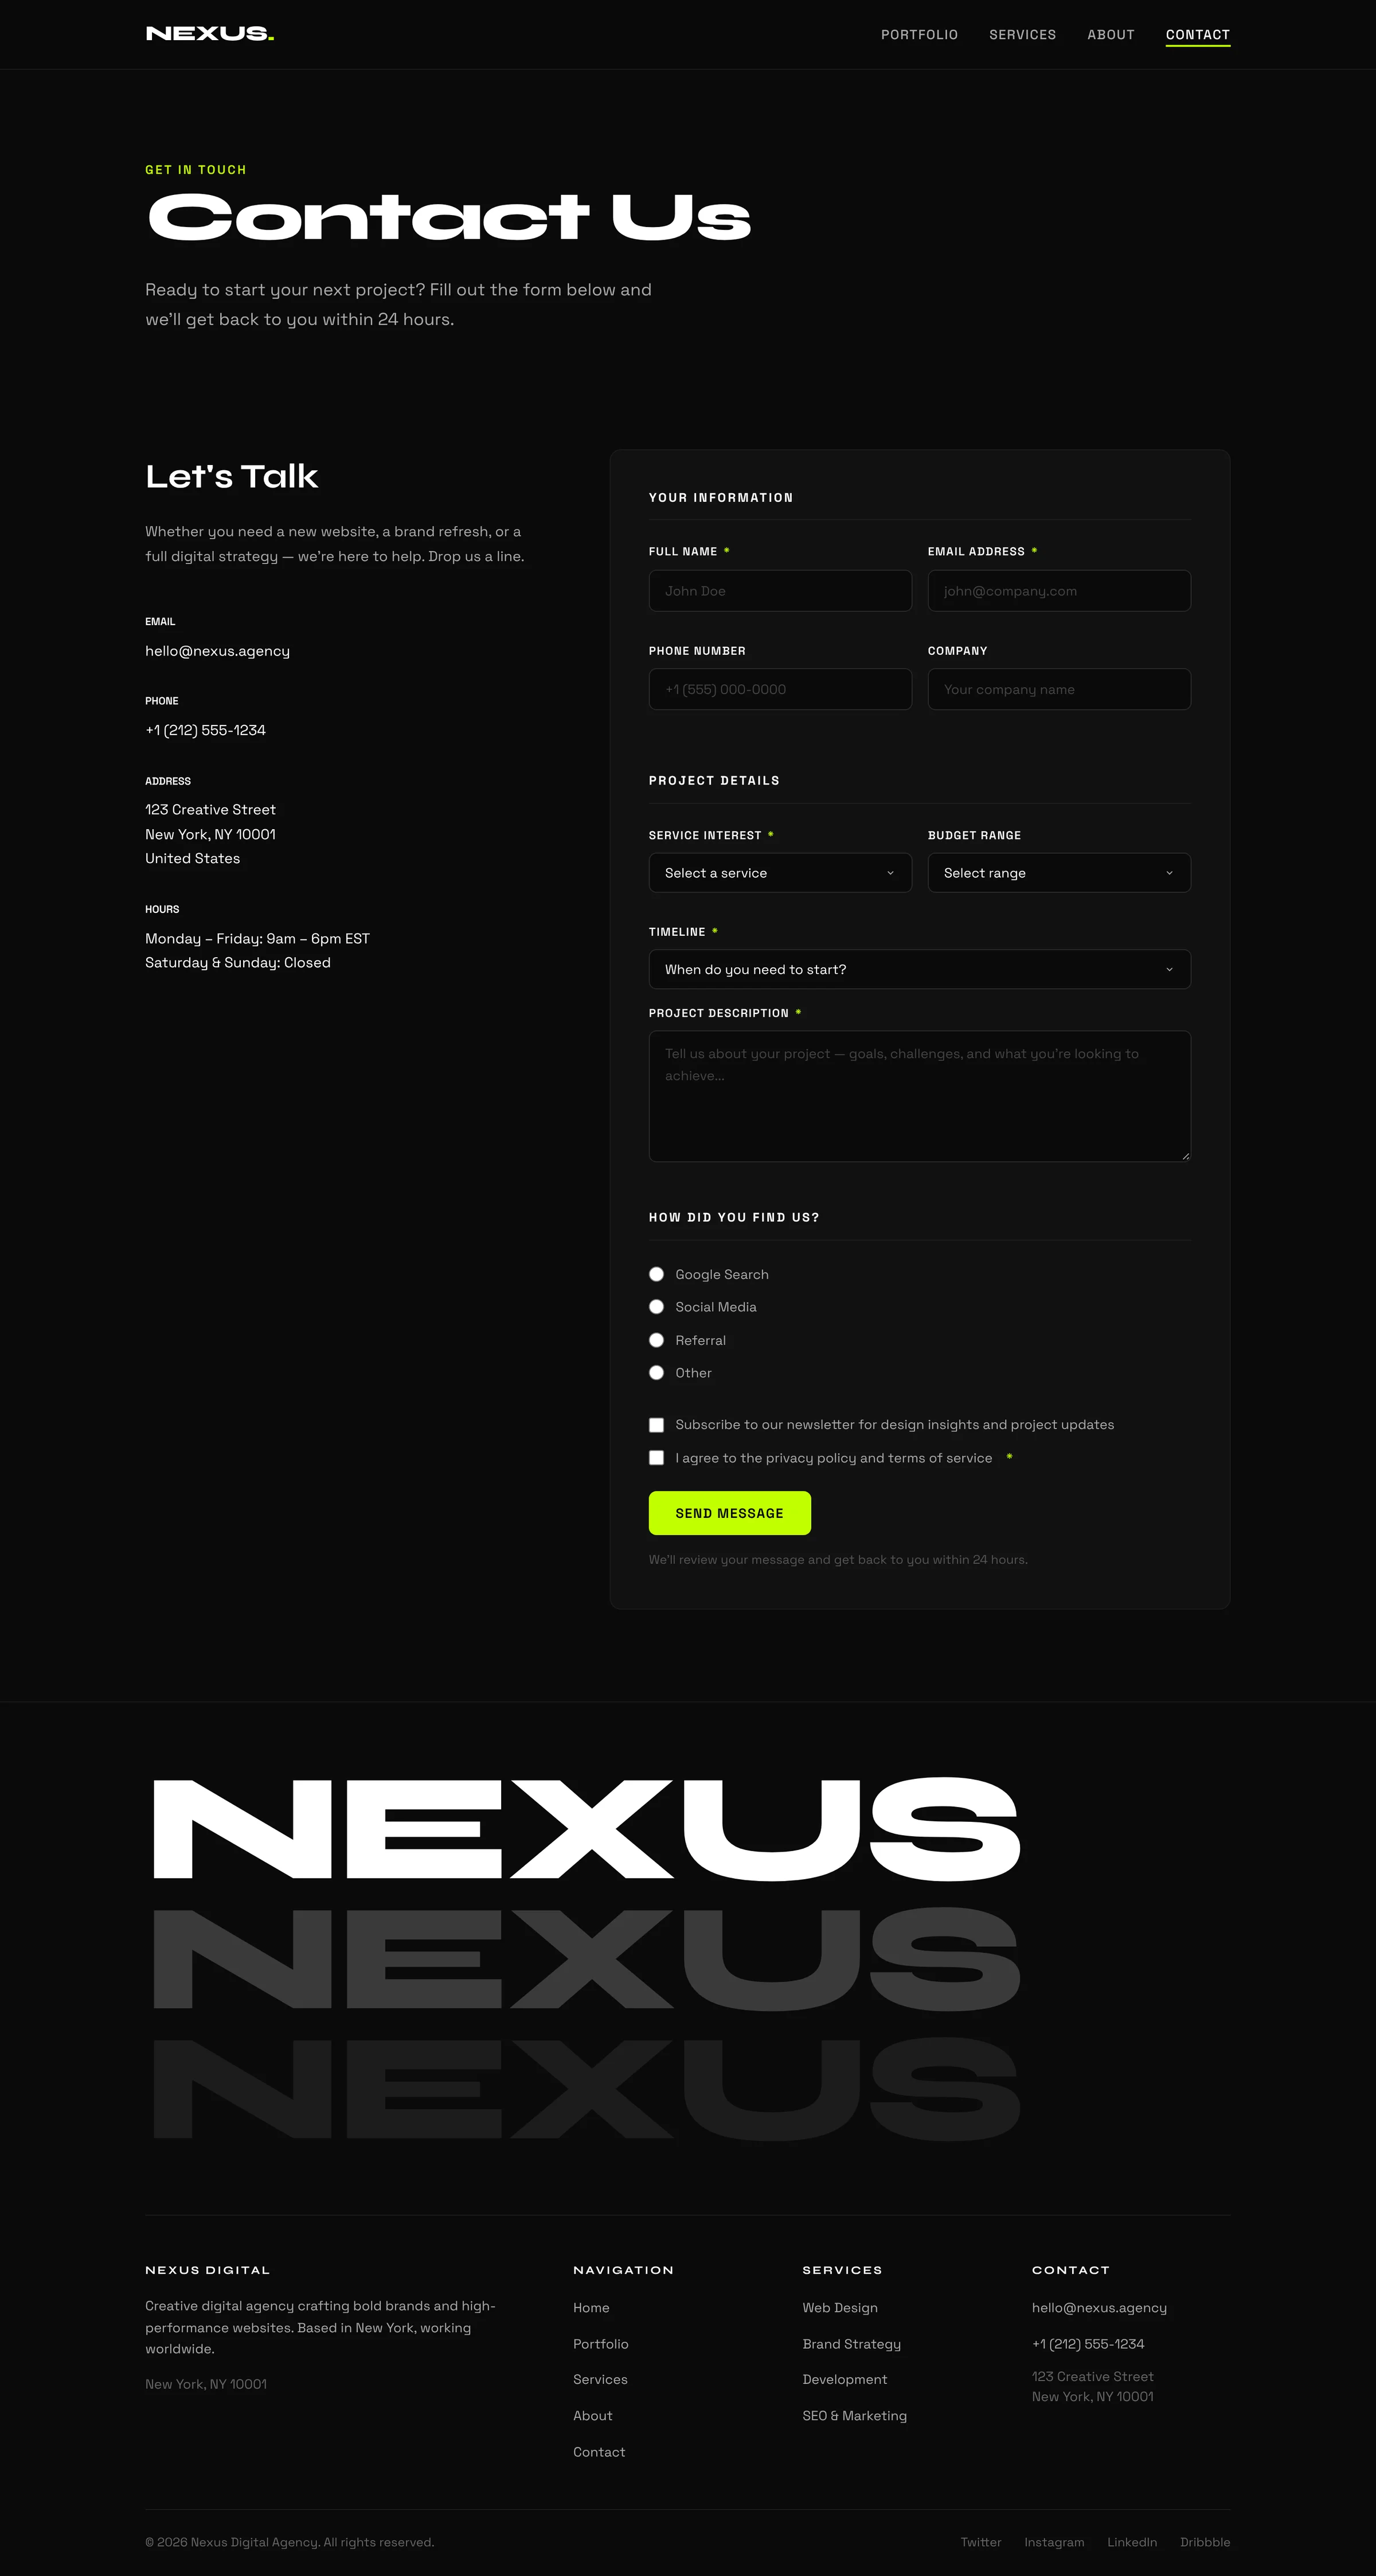 NEXUS.
PORTFOLIO
SERVICES
ABOUT
CONTACT
GET IN TOUCH
Contact Us
Ready to start your next project? Fill out the form below and
we'll get back to you within 24 hours.
Let's Talk
Whether you need a new website, a brand refresh, or a
full digital strategy — we're here to help. Drop us a line.
EMAIL
hello@nexus.agency
PHONE
+1 (212) 555-1234
ADDRESS
123 Creative Street
New York, NY 10001
United States
HOURS
Monday – Friday: 9am – 6pm EST
Saturday & Sunday: Closed
YOUR INFORMATION
FULL NAME *
EMAIL ADDRESS *
John Doe
john@company.com
PHONE NUMBER
COMPANY
+1 (555) 000-0000
Your company name
PROJECT DETAILS
SERVICE INTEREST *
BUDGET RANGE
Select a service
Select range
TIMELINE *
When do you need to start?
PROJECT DESCRIPTION *
Tell us about your project — goals, challenges, and what you're looking to
achieve...
HOW DID YOU FIND US?
Google Search
Social Media
Referral
Other
Subscribe to our newsletter for design insights and project updates
I agree to the privacy policy and terms of service *
SEND MESSAGE
We'll review your message and get back to you within 24 hours.
NEXUS
NEXUS
NEXUS
NEXUS DIGITAL
Creative digital agency crafting bold brands and high-
performance websites. Based in New York, working
worldwide.
New York, NY 10001
NAVIGATION
Home
Portfolio
Services
About
Contact
SERVICES
Web Design
Brand Strategy
Development
SEO & Marketing
CONTACT
hello@nexus.agency
+1 (212) 555-1234
123 Creative Street
New York, NY 10001
© 2026 Nexus Digital Agency. All rights reserved.
Twitter
Instagram
LinkedIn
Dribbble